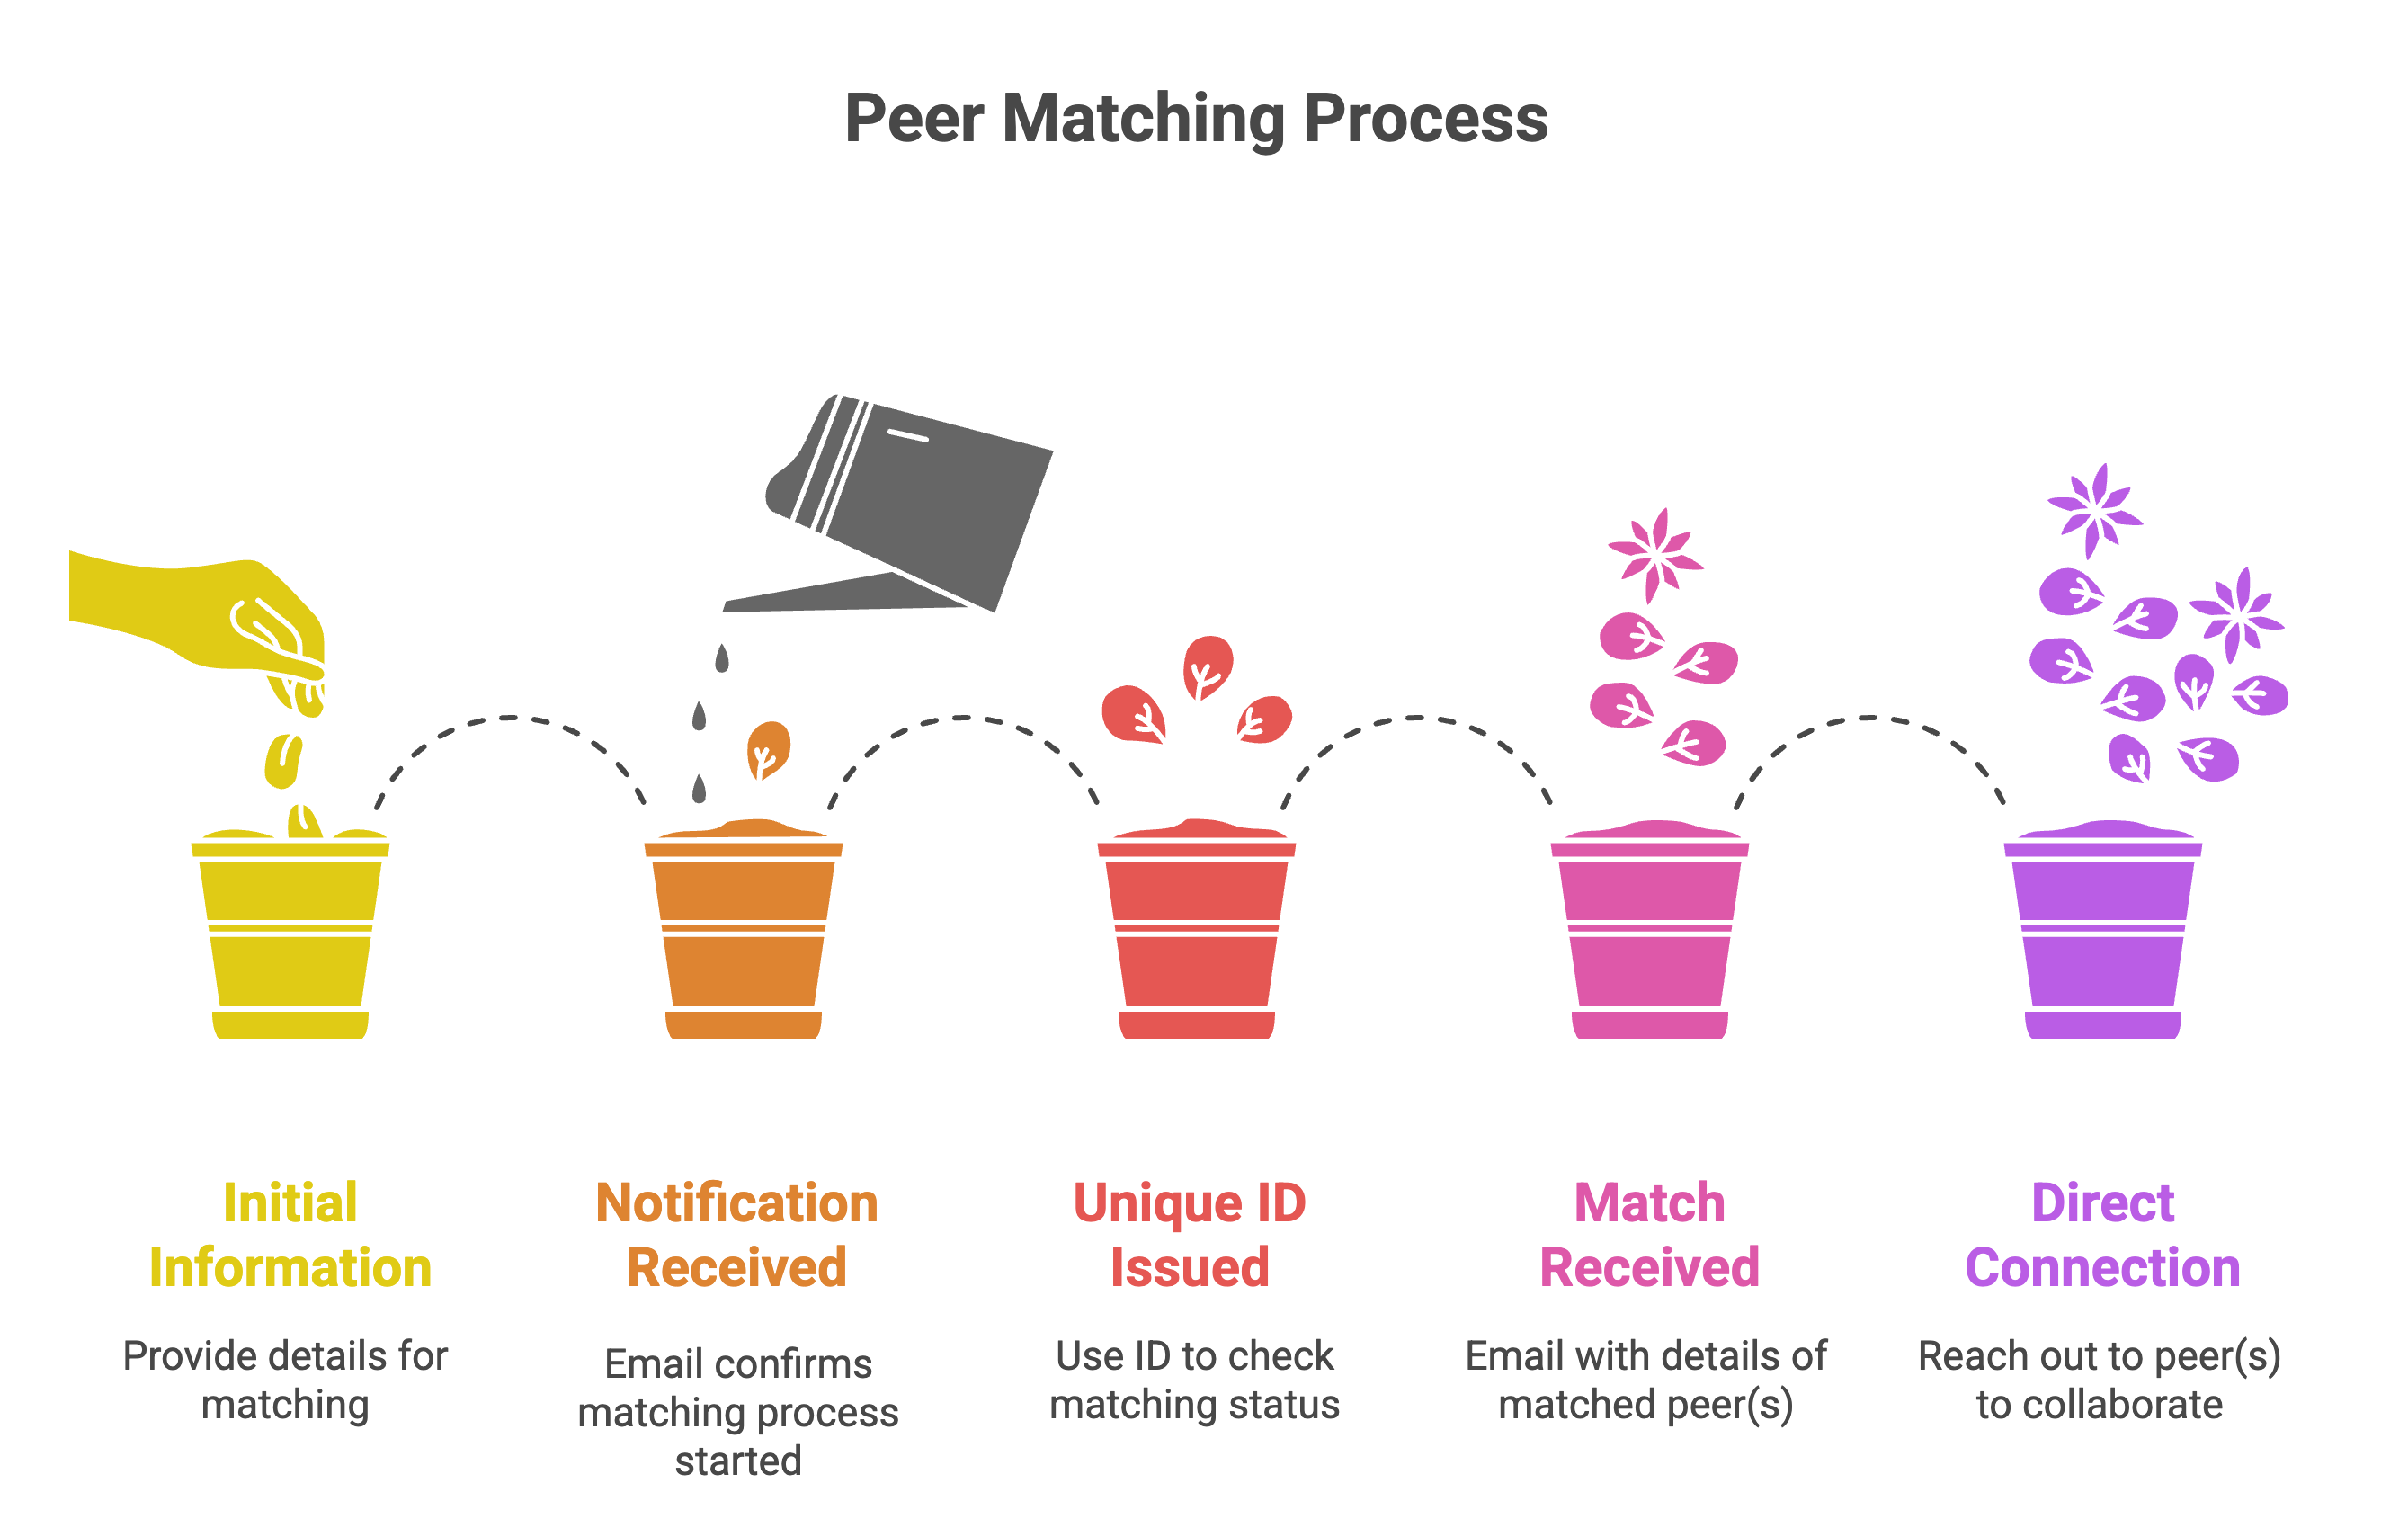 Peer Matching Process
Initial
Information
Provide details for
matching
Notification
Received
Email confirms
matching process
started
Unique ID
Issued
Use ID to check
matching status
Match
Received
Email with details of
matched peer(s)
Direct
Connection
Reach out to peer(s)
to collaborate